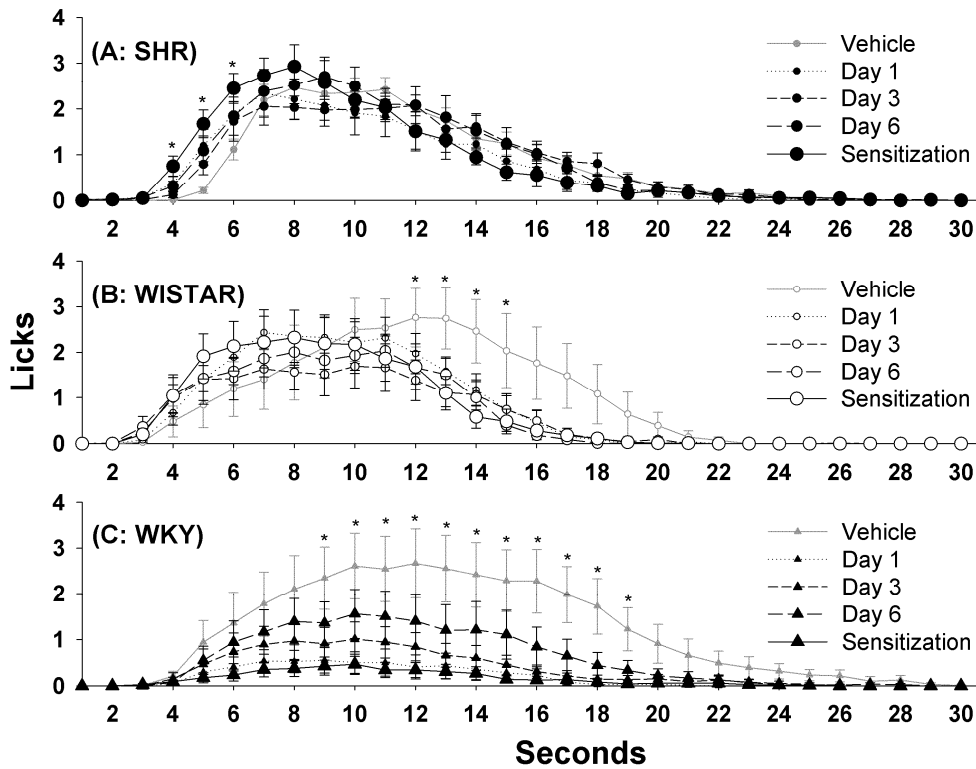 4
3
2
1
0
(A: SHR)
* * *
Vehicle
Day 1
Day 3
Day 6
Sensitization
2 4 6 8 10 12 14 16 18 20 22 24 26 28 30
4
3
2
1
0
(B: WISTAR)
* * * *
Vehicle
Day 1
Day 3
Day 6
Sensitization
2 4 6 8 10 12 14 16 18 20 22 24 26 28 30
Licks
4
3
2
1
0
(C: WKY)
* * * * * * * * * * *
Vehicle
Day 1
Day 3
Day 6
Sensitization
2 4 6 8 10 12 14 16 18 20 22 24 26 28 30
Seconds